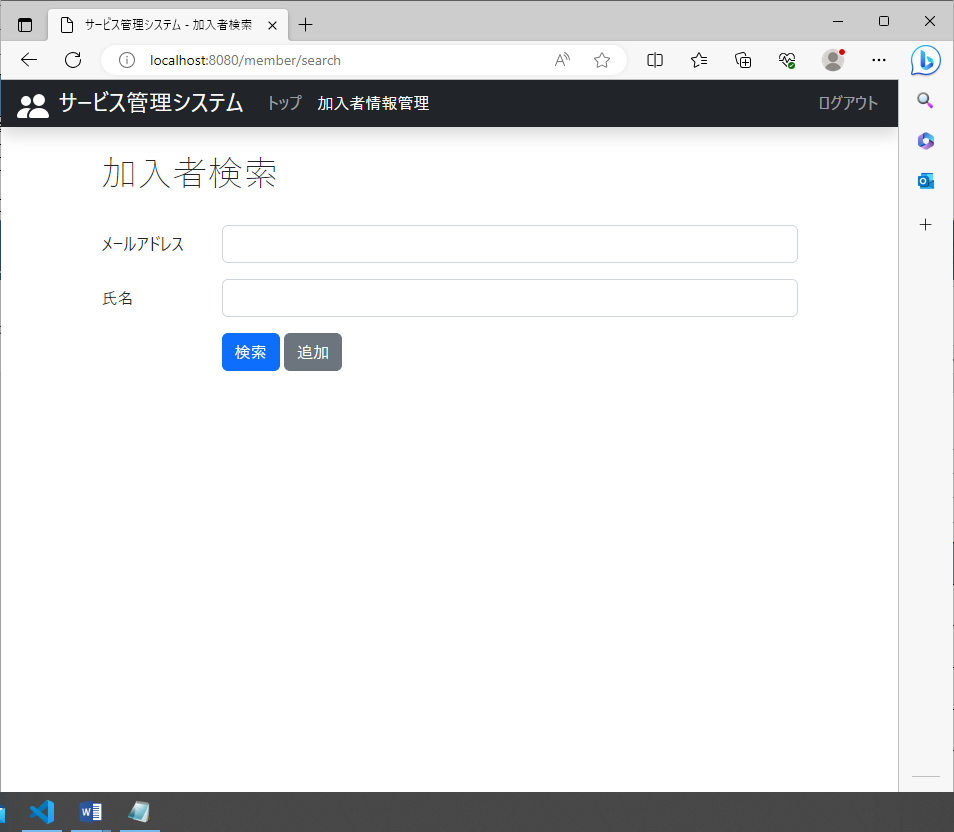 サービス管理システム - 加入者検索
localhost:8080/member/search
サービス管理システム トップ 加入者情報管理 ログアウト
加入者検索
メールアドレス
氏名
検索 追加